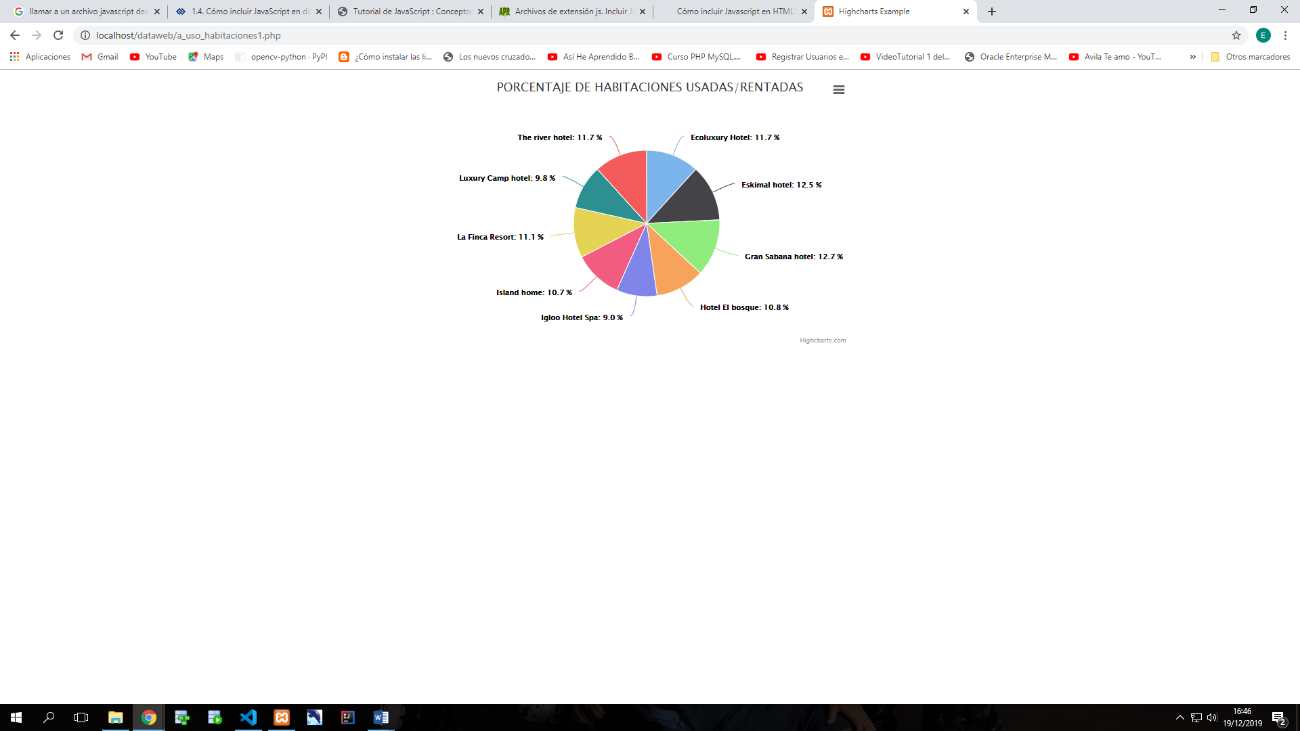 llamar a un archivo javascript des
1.4. Cómo incluir JavaScript en do
Tutorial de JavaScript : Concepto
Archivos de extensión js. Incluir J
Cómo incluir Javascript en HTML
Highcharts Example
localhost/dataweb/a_uso_habitaciones1.php
E
Aplicaciones
Gmail
YouTube
Maps
opencv-python · PyPI
¿Cómo instalar las li...
Los nuevos cruzado...
Así He Aprendido B...
Curso PHP MySQL...
Registrar Usuarios e...
VideoTutorial 1 del...
Oracle Enterprise M...
Avila Te amo - YouT...
»
Otros marcadores
PORCENTAJE DE HABITACIONES USADAS/RENTADAS
The river hotel: 11.7 %
Ecoluxury Hotel: 11.7 %
Luxury Camp hotel: 9.8 %
Eskimal hotel: 12.5 %
La Finca Resort: 11.1 %
Gran Sabana hotel: 12.7 %
Island home: 10.7 %
Hotel El bosque: 10.8 %
Igloo Hotel Spa: 9.0 %
Highcharts.com
16:46
19/12/2019
2